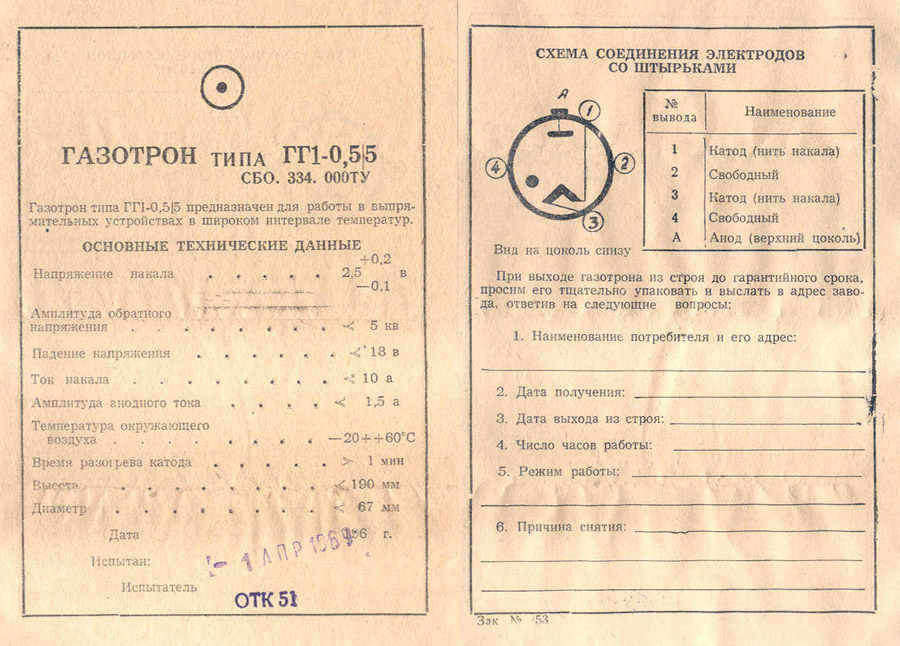 ГАЗОТРОН ТИПА ГГ1-0,5|5
СБО. 334. 000ТУ
Газотрон типа ГГ1-0,5|5 предназначен для работы в выпря-
мительных устройствах в широком интервале температур.
ОСНОВНЫЕ ТЕХНИЧЕСКИЕ ДАННЫЕ
+0,2
Напряжение накала . . . . . 2,5 в
—0,1
Амплитуда обратного
напряжения . . . . . . . . < 5 кв
Падение напряжения . . . . . < 18 в
Ток накала . . . . . . . . < 10 а
Амплитуда анодного тока . . . . < 1,5 а
Температура окружающего
воздуха . . . . . . . . —20++60°С
Время разогрева катода . . . . . > 1 мин
Высота . . . . . . . . < 190 мм
Диаметр . . . . . . . . < 67 мм
Дата 196 г.
1 АПР 1969
Испытан:
Испытатель
ОТК 51
СХЕМА СОЕДИНЕНИЯ ЭЛЕКТРОДОВ
СО ШТЫРЬКАМИ
А
1
4
2
3
Вид на цоколь снизу
№ вывода Наименование
1 Катод (нить накала)
2 Свободный
3 Катод (нить накала)
4 Свободный
А Анод (верхний цоколь)
При выходе газотрона из строя до гарантийного срока,
просим его тщательно упаковать и выслать в адрес заво-
да, ответив на следующие вопросы:
1. Наименование потребителя и его адрес:
2. Дата получения:
3. Дата выхода из строя:
4. Число часов работы:
5. Режим работы:
6. Причина снятия:
Зак № 53